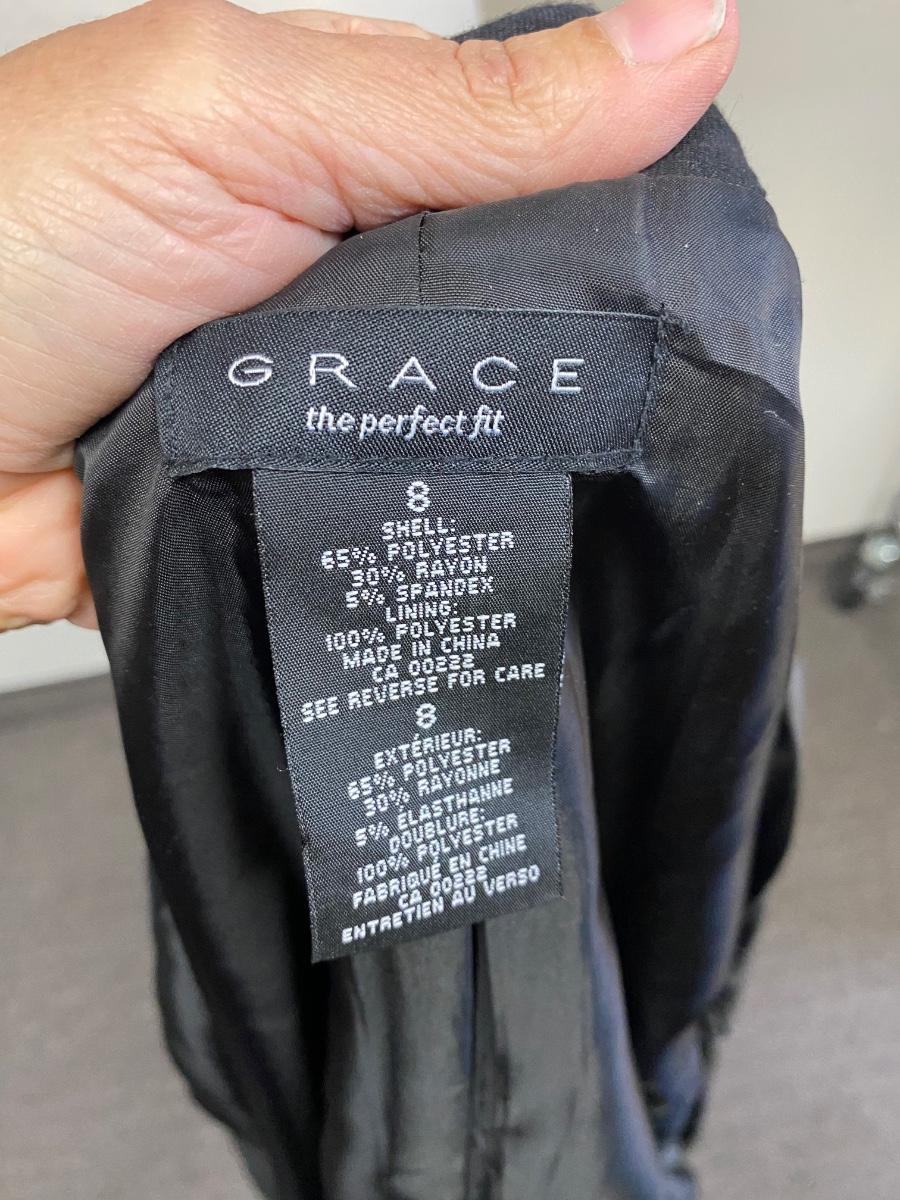 GRACE
the perfect fit
8
SHELL:
65% POLYESTER
30% RAYON
5% SPANDEX
LINING:
100% POLYESTER
MADE IN CHINA
CA 00222
SEE REVERSE FOR CARE
8
EXTÉRIEUR:
65% POLYESTER
30% RAYONNE
5% ÉLASTHANNE
DOUBLURE:
100% POLYESTER
FABRIQUÉ EN CHINE
CA 00222
ENTRETIEN AU VERSO